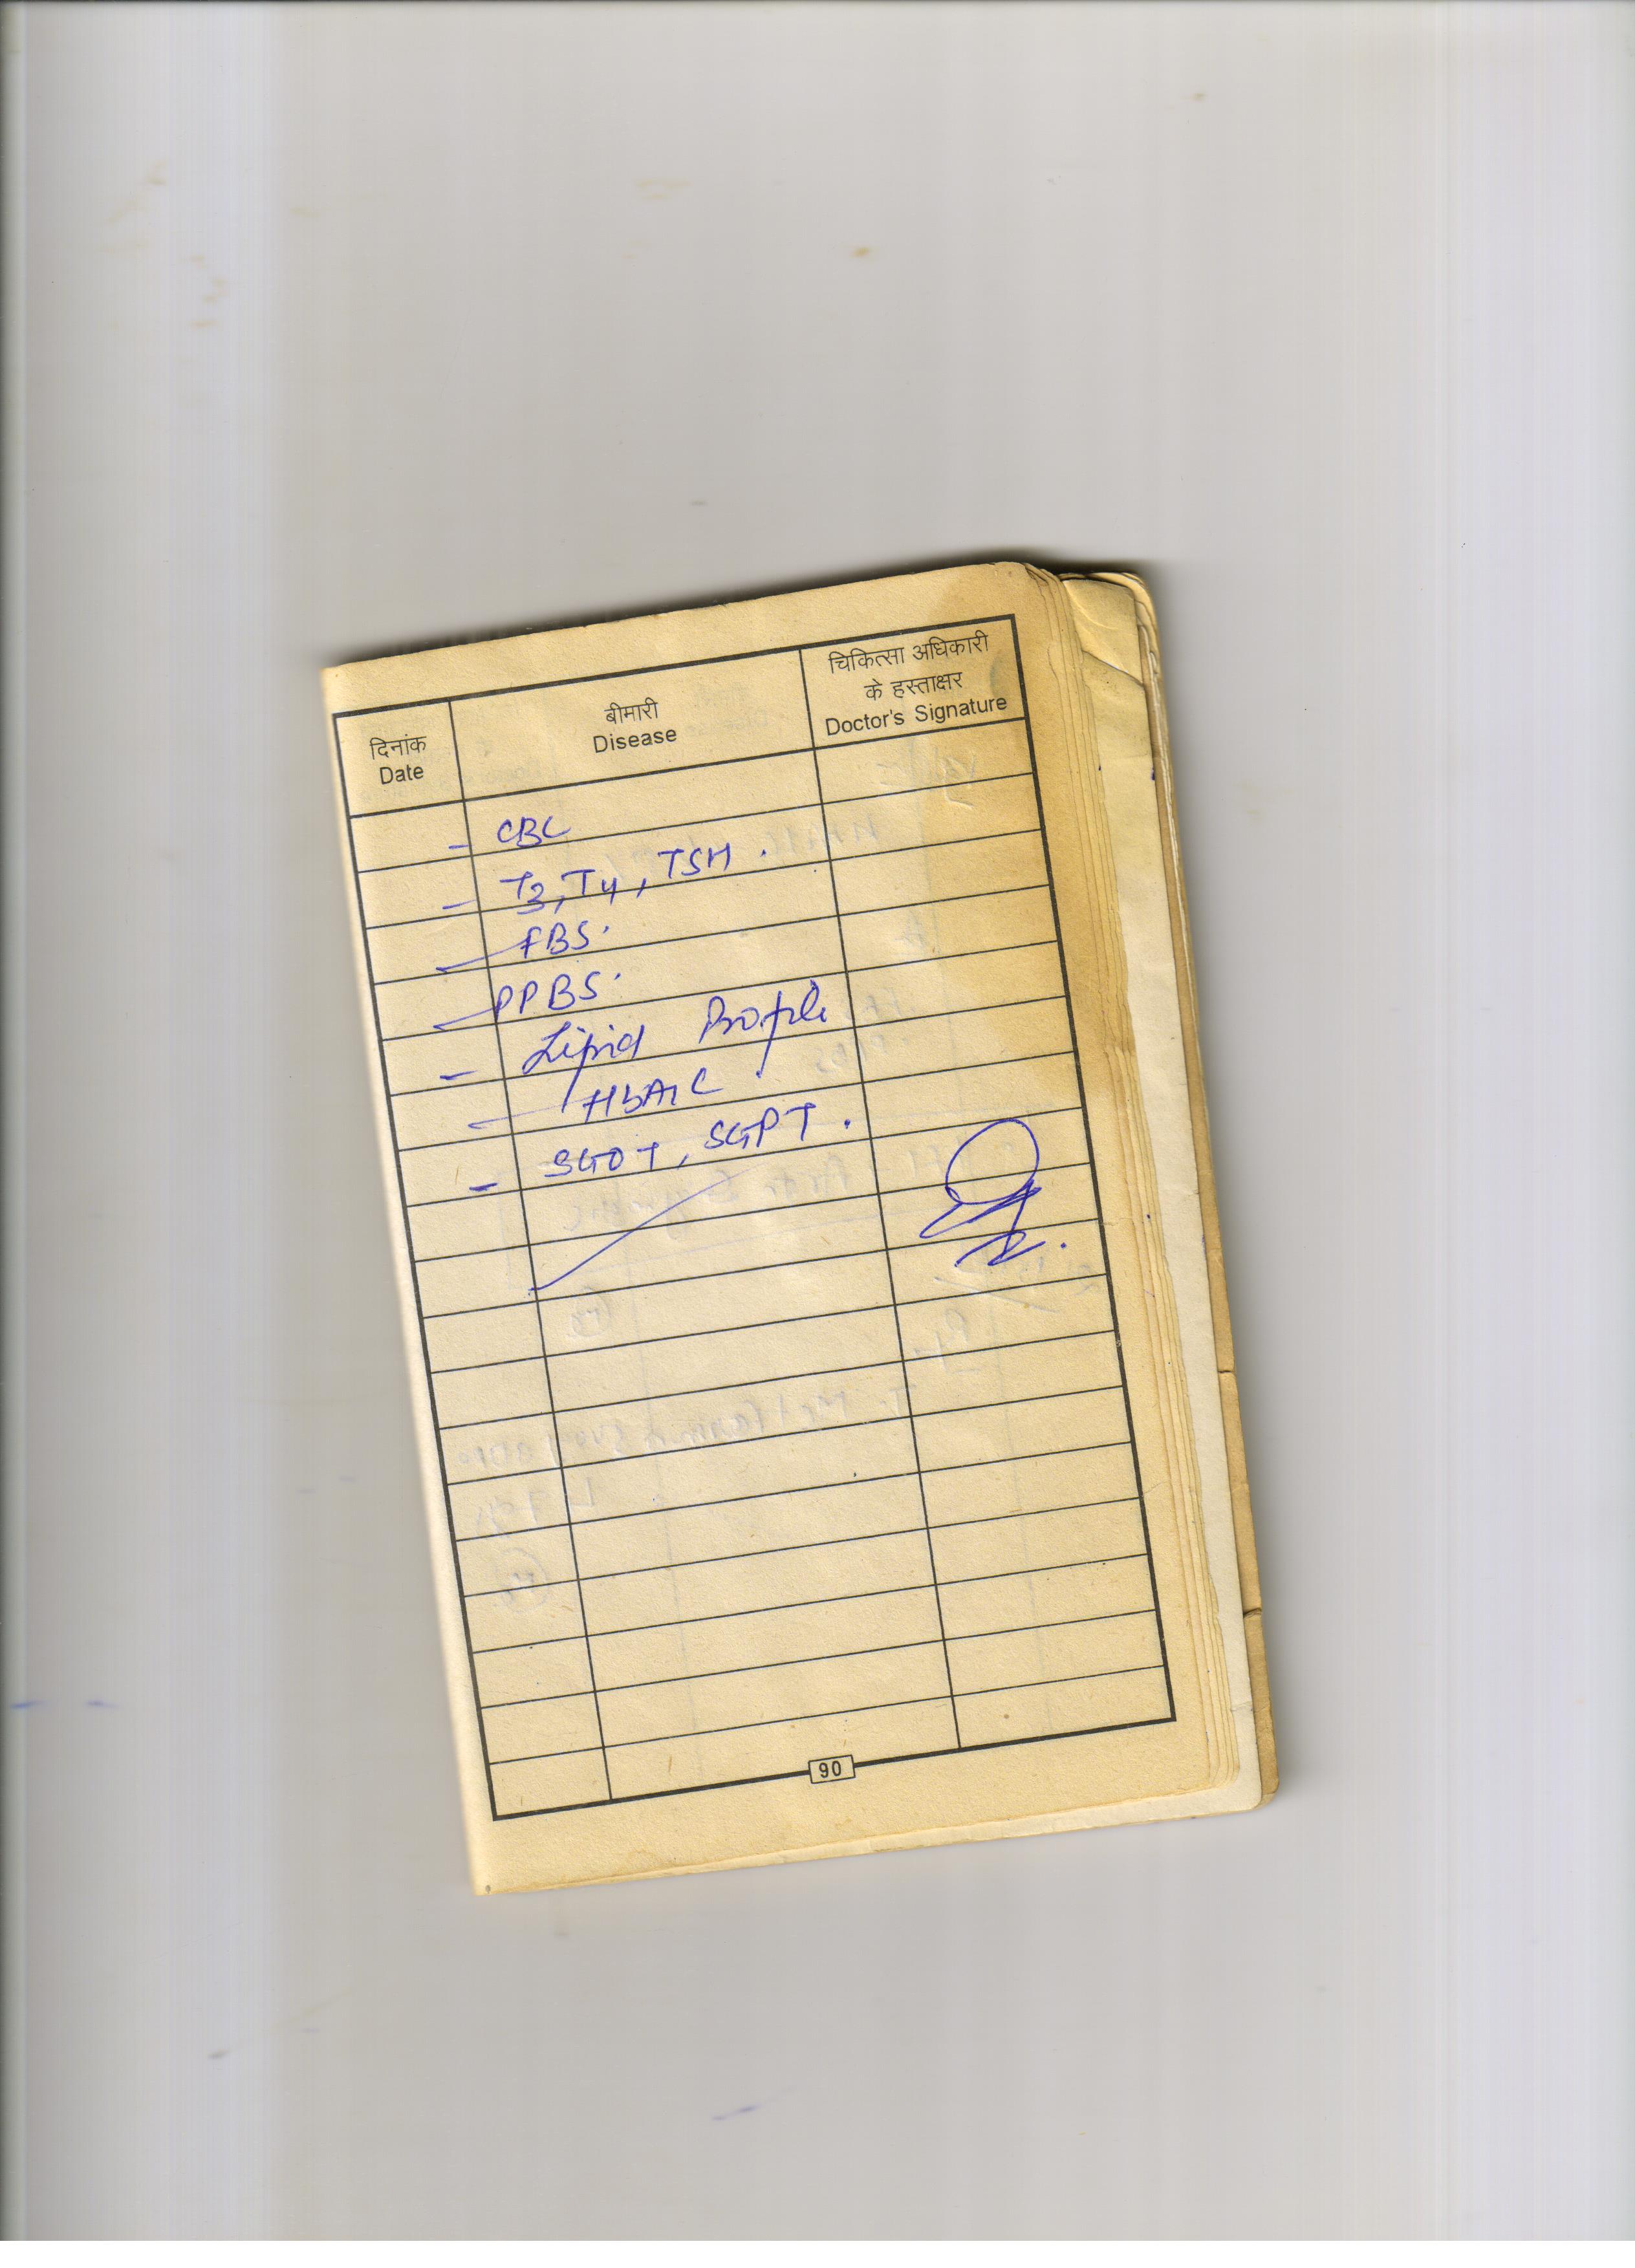 दिनांक
Date
बीमारी
Disease
चिकित्सा अधिकारी
के हस्ताक्षर
Doctor's Signature
- CBC
- T3, T4, TSH.
- FBS.
- PPBS.
- Lipid Profile
- HbA1C.
- SGOT, SGPT.
90